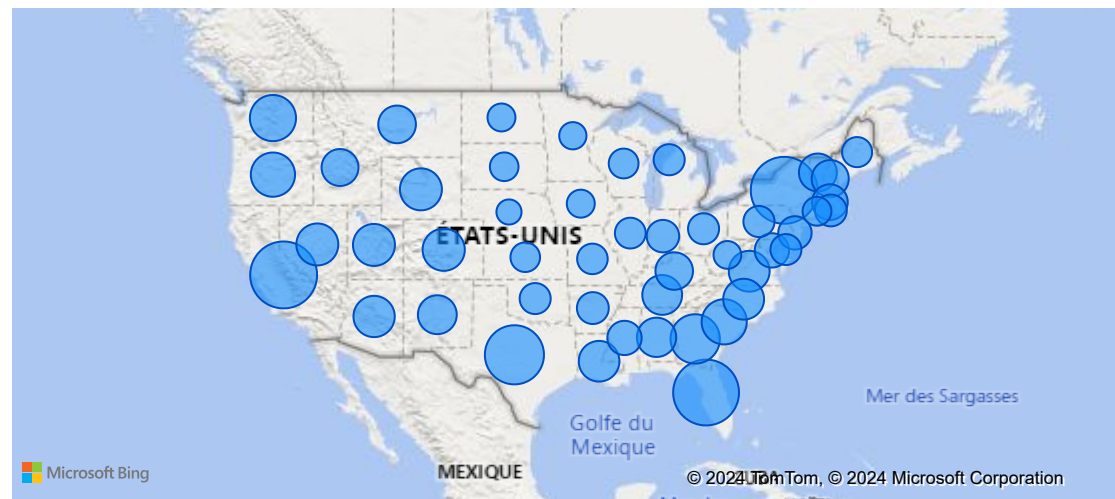 ÉTATS-UNIS
Mer des Sargasses
Golfe du
Mexique
MEXIQUE
Microsoft Bing
© 2024 TomTom, © 2024 Microsoft Corporation